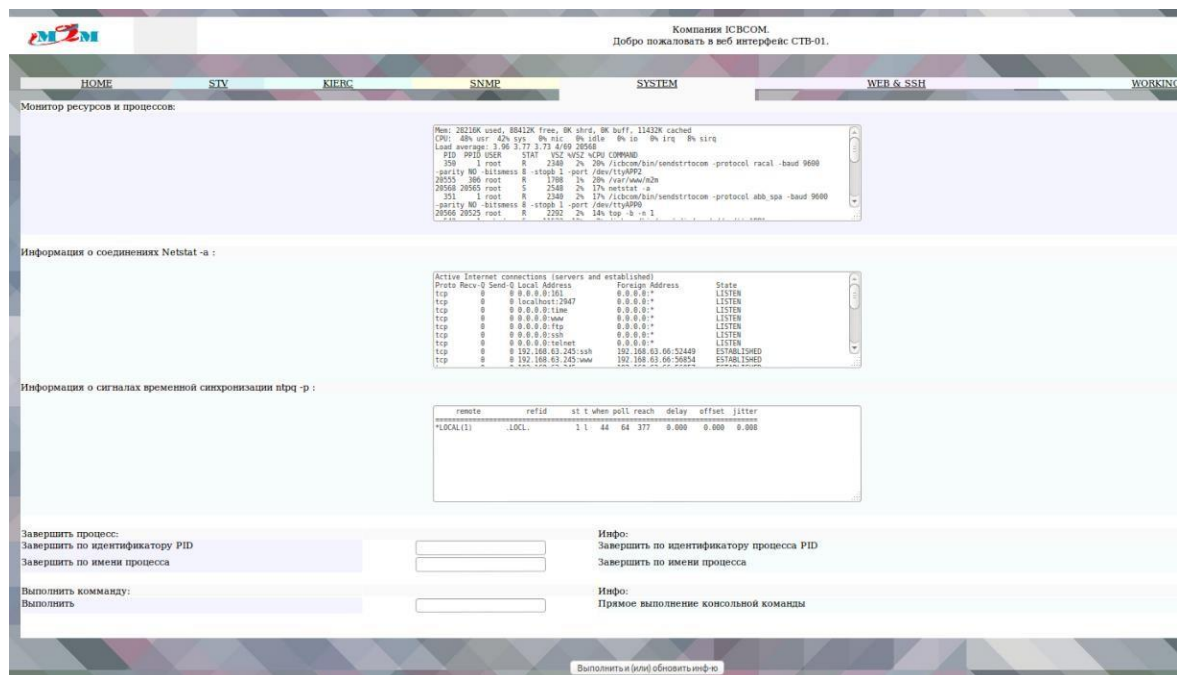 iM2M
Компания ICBCOM.
Добро пожаловать в веб интерфейс СТВ-01.
HOME STV KIERC SNMP SYSTEM WEB & SSH WORKING
Монитор ресурсов и процессов:
Mem: 28216K used, 88412K free, 0K shrd, 0K buff, 11432K cached
CPU: 48% usr 42% sys 0% nic 0% idle 0% io 0% irq 8% sirq
Load average: 3.96 3.77 3.73 4/69 20568
PID PPID USER STAT VSZ %VSZ %CPU COMMAND
350 1 root R 2340 2% 20% /icbcom/bin/sendstrtocom -protocol racal -baud 9600
-parity NO -bitsmess 8 -stopb 1 -port /dev/ttyAPP2
20555 306 root R 1708 1% 20% /var/www/m2m
20568 20565 root S 2548 2% 17% netstat -a
351 1 root R 2340 2% 17% /icbcom/bin/sendstrtocom -protocol abb_spa -baud 9600
-parity NO -bitsmess 8 -stopb 1 -port /dev/ttyAPP0
20566 20525 root R 2292 2% 14% top -b -n 1
Информация о соединениях Netstat -a :
Active Internet connections (servers and established)
Proto Recv-Q Send-Q Local Address Foreign Address State
tcp 0 0 0.0.0.0:161 0.0.0.0:* LISTEN
tcp 0 0 localhost:2947 0.0.0.0:* LISTEN
tcp 0 0 0.0.0.0:time 0.0.0.0:* LISTEN
tcp 0 0 0.0.0.0:www 0.0.0.0:* LISTEN
tcp 0 0 0.0.0.0:ftp 0.0.0.0:* LISTEN
tcp 0 0 0.0.0.0:ssh 0.0.0.0:* LISTEN
tcp 0 0 0.0.0.0:telnet 0.0.0.0:* LISTEN
tcp 0 0 192.168.63.245:ssh 192.168.63.66:52449 ESTABLISHED
tcp 0 0 192.168.63.245:www 192.168.63.66:56854 ESTABLISHED
Информация о сигналах временной синхронизации ntpq -p :
remote refid st t when poll reach delay offset jitter
*LOCAL(1) .LOCL. 1 l 44 64 377 0.000 0.000 0.008
Завершить процесс: Инфо:
Завершить по идентификатору PID Завершить по идентификатору процесса PID
Завершить по имени процесса Завершить по имени процесса
Выполнить комманду: Инфо:
Выполнить Прямое выполнение консольной команды
Выполнить и (или) обновить инф-ю